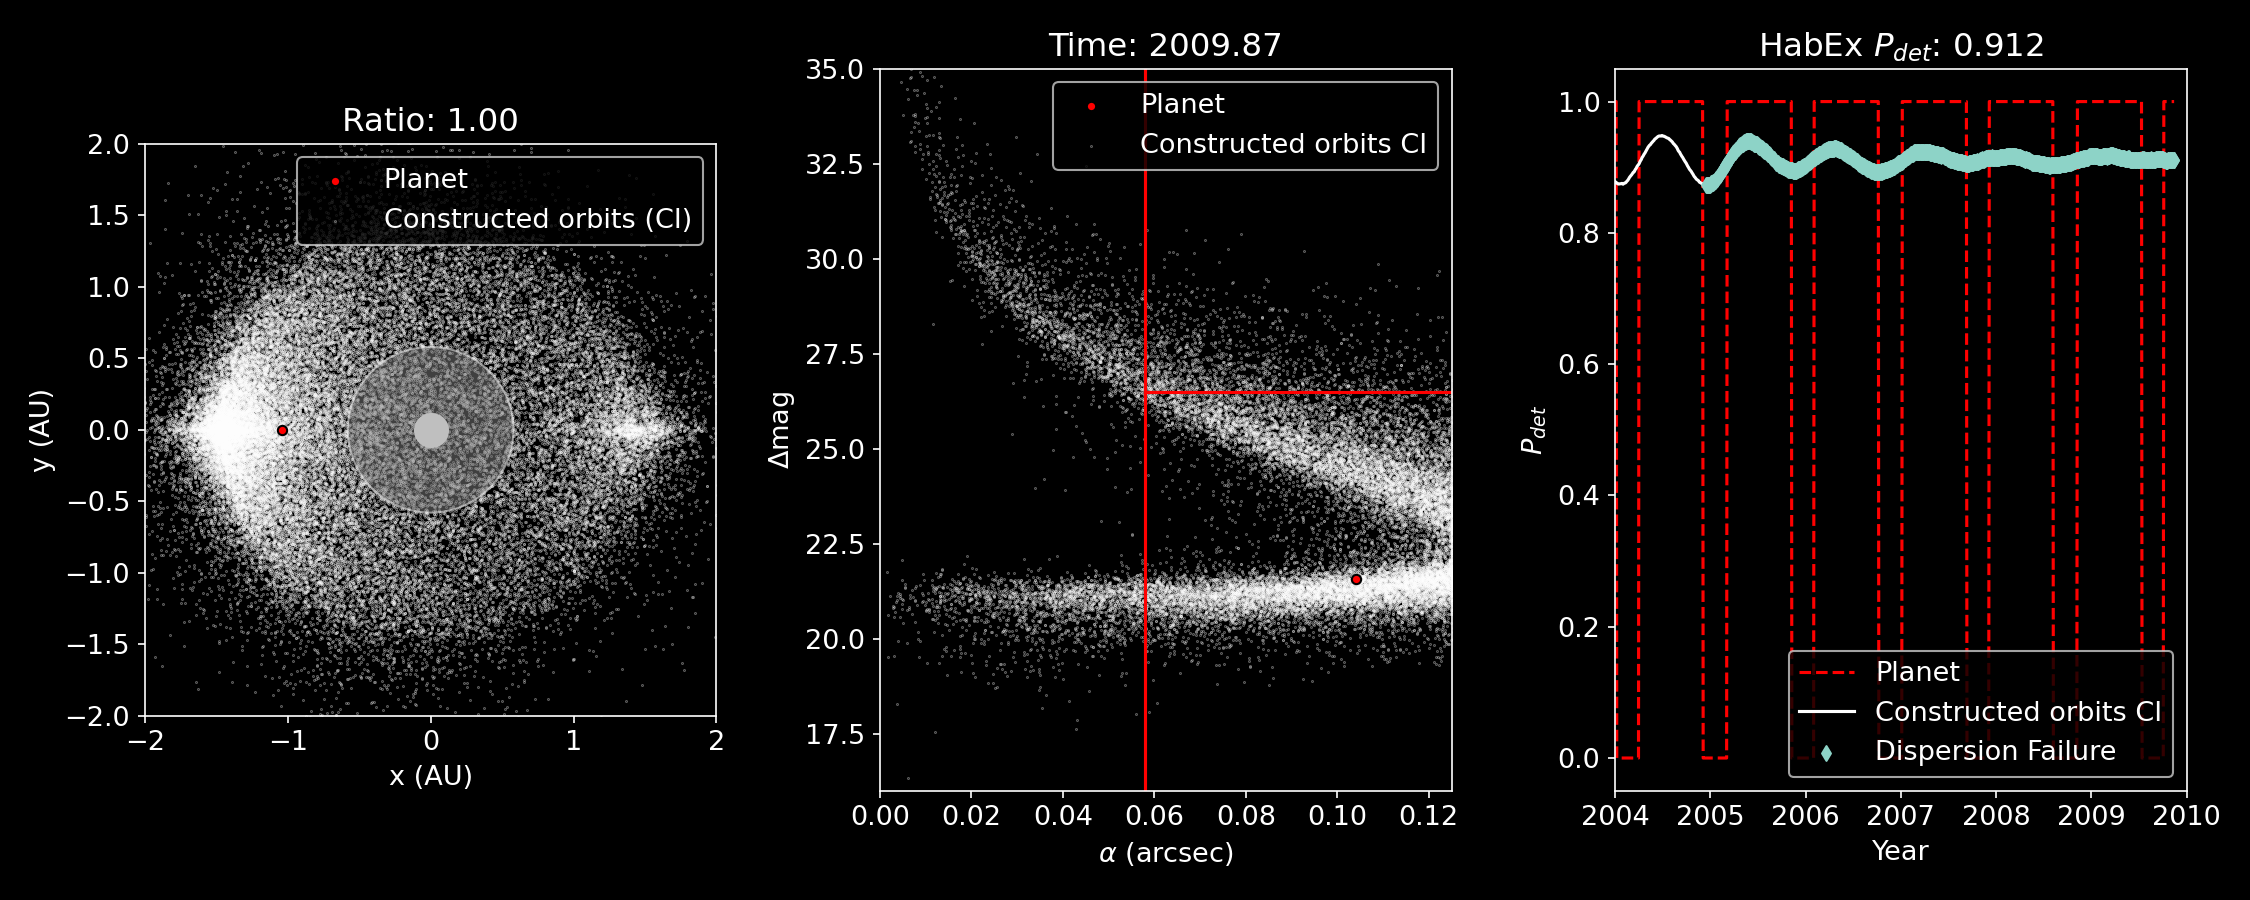 Ratio: 1.00
Planet
Constructed orbits (CI)
2.0
1.5
1.0
0.5
0.0
−0.5
−1.0
−1.5
−2.0
−2 −1 0 1 2
x (AU)
y (AU)
Time: 2009.87
Planet
Constructed orbits CI
35.0
32.5
30.0
27.5
25.0
22.5
20.0
17.5
0.00 0.02 0.04 0.06 0.08 0.10 0.12
α (arcsec)
Δmag
HabEx P_det: 0.912
1.0
0.8
0.6
0.4
0.2
0.0
Planet
Constructed orbits CI
Dispersion Failure
2004 2005 2006 2007 2008 2009 2010
Year
P_det